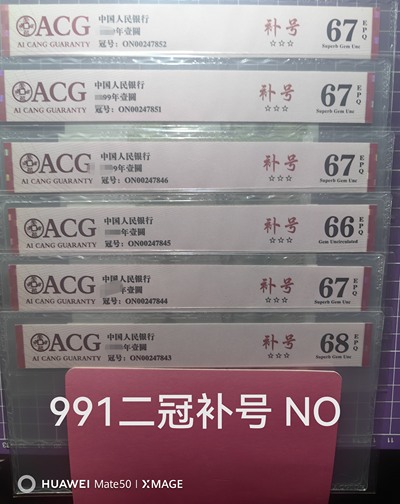 ACG
AI CANG GUARANTY
中国人民银行
年壹圆
冠号：ON00247852
补号
☆☆☆
67
EPQ
Superb Gem Unc
ACG
AI CANG GUARANTY
中国人民银行
99年壹圆
冠号：ON00247851
补号
☆☆☆
67
EPQ
Superb Gem Unc
ACG
AI CANG GUARANTY
中国人民银行
9年壹圆
冠号：ON00247846
补号
☆☆☆
67
EPQ
Superb Gem Unc
ACG
AI CANG GUARANTY
中国人民银行
年壹圆
冠号：ON00247845
补号
☆☆☆
66
EPQ
Gem Uncirculated
ACG
AI CANG GUARANTY
中国人民银行
年壹圆
冠号：ON00247844
补号
☆☆☆
67
EPQ
Superb Gem Unc
ACG
AI CANG GUARANTY
中国人民银行
年壹圆
冠号：ON00247843
补号
☆☆☆
68
EPQ
Superb Gem Unc
991二冠补号 NO
HUAWEI Mate50 | XMAGE
11
13